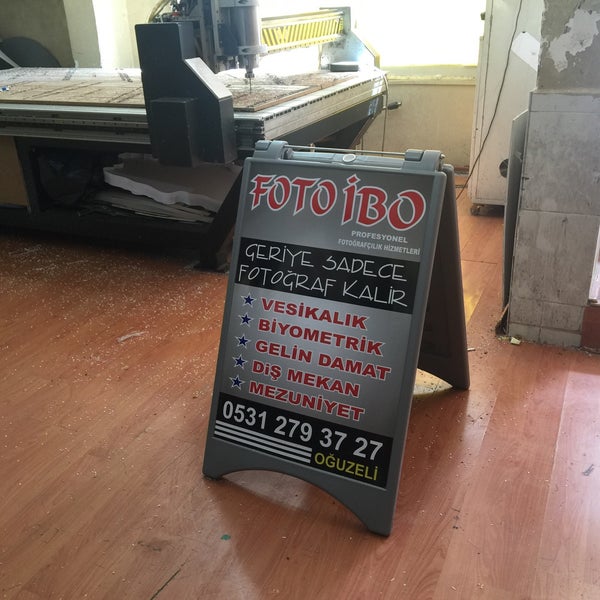 FOTO İBO
PROFESYONEL
FOTOĞRAFÇILIK HİZMETLERİ
GERİYE SADECE
FOTOĞRAF KALIR
VESİKALIK
BİYOMETRİK
GELİN DAMAT
DİŞ MEKAN
MEZUNİYET
0531 279 37 27
OĞUZELİ